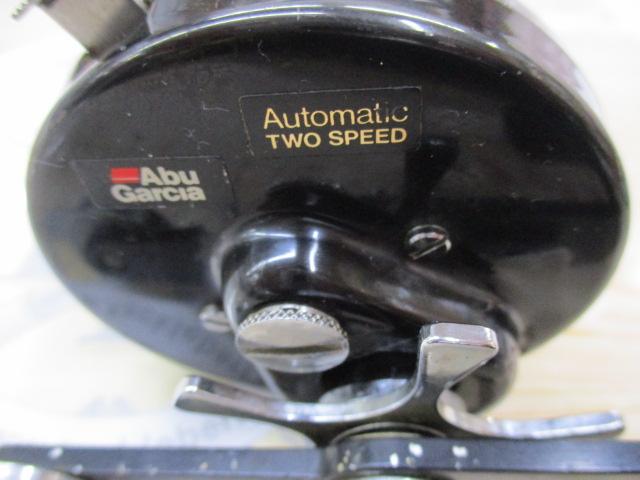 Automatic
TWO SPEED
Abu
Garcia